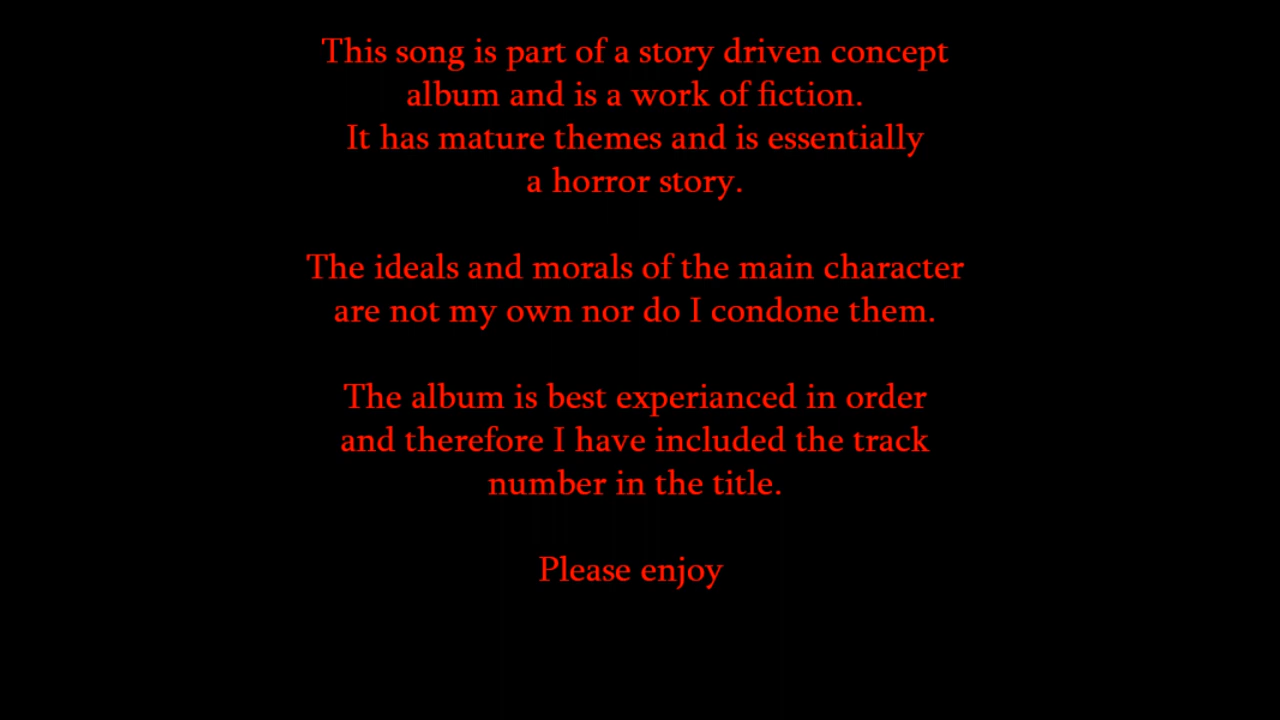 This song is part of a story driven concept
album and is a work of fiction.
It has mature themes and is essentially
a horror story.
The ideals and morals of the main character
are not my own nor do I condone them.
The album is best experianced in order
and therefore I have included the track
number in the title.
Please enjoy